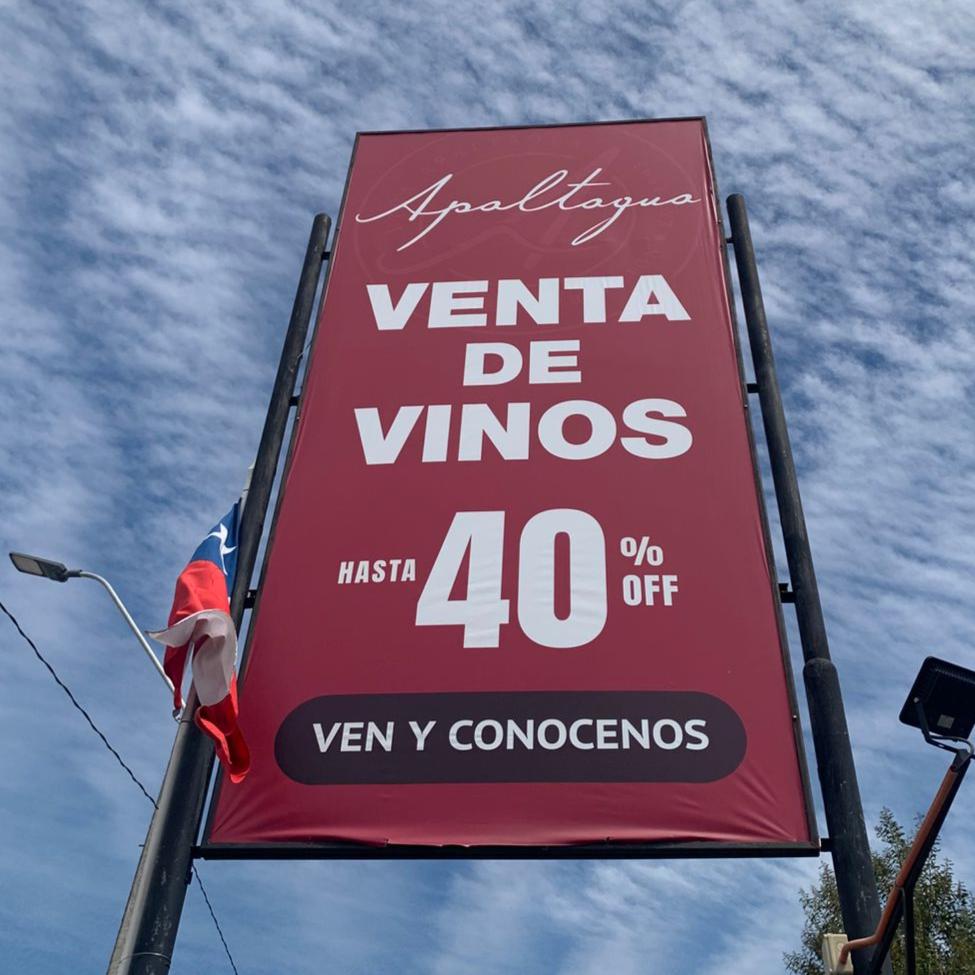 Apaltagua
VENTA
DE
VINOS
HASTA 40% OFF
VEN Y CONOCENOS